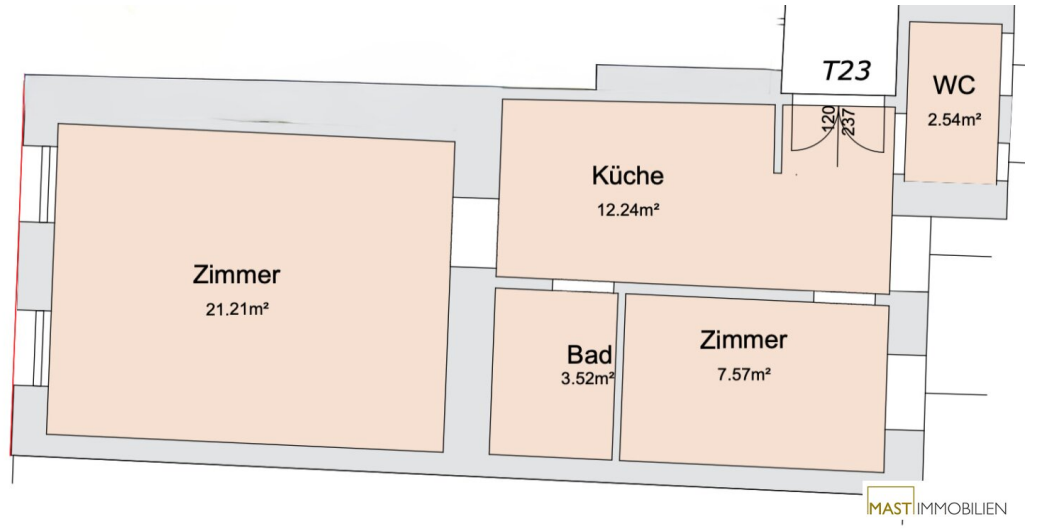 T23
WC
2.54m²
120
237
Küche
12.24m²
Zimmer
21.21m²
Bad
3.52m²
Zimmer
7.57m²
MAST IMMOBILIEN